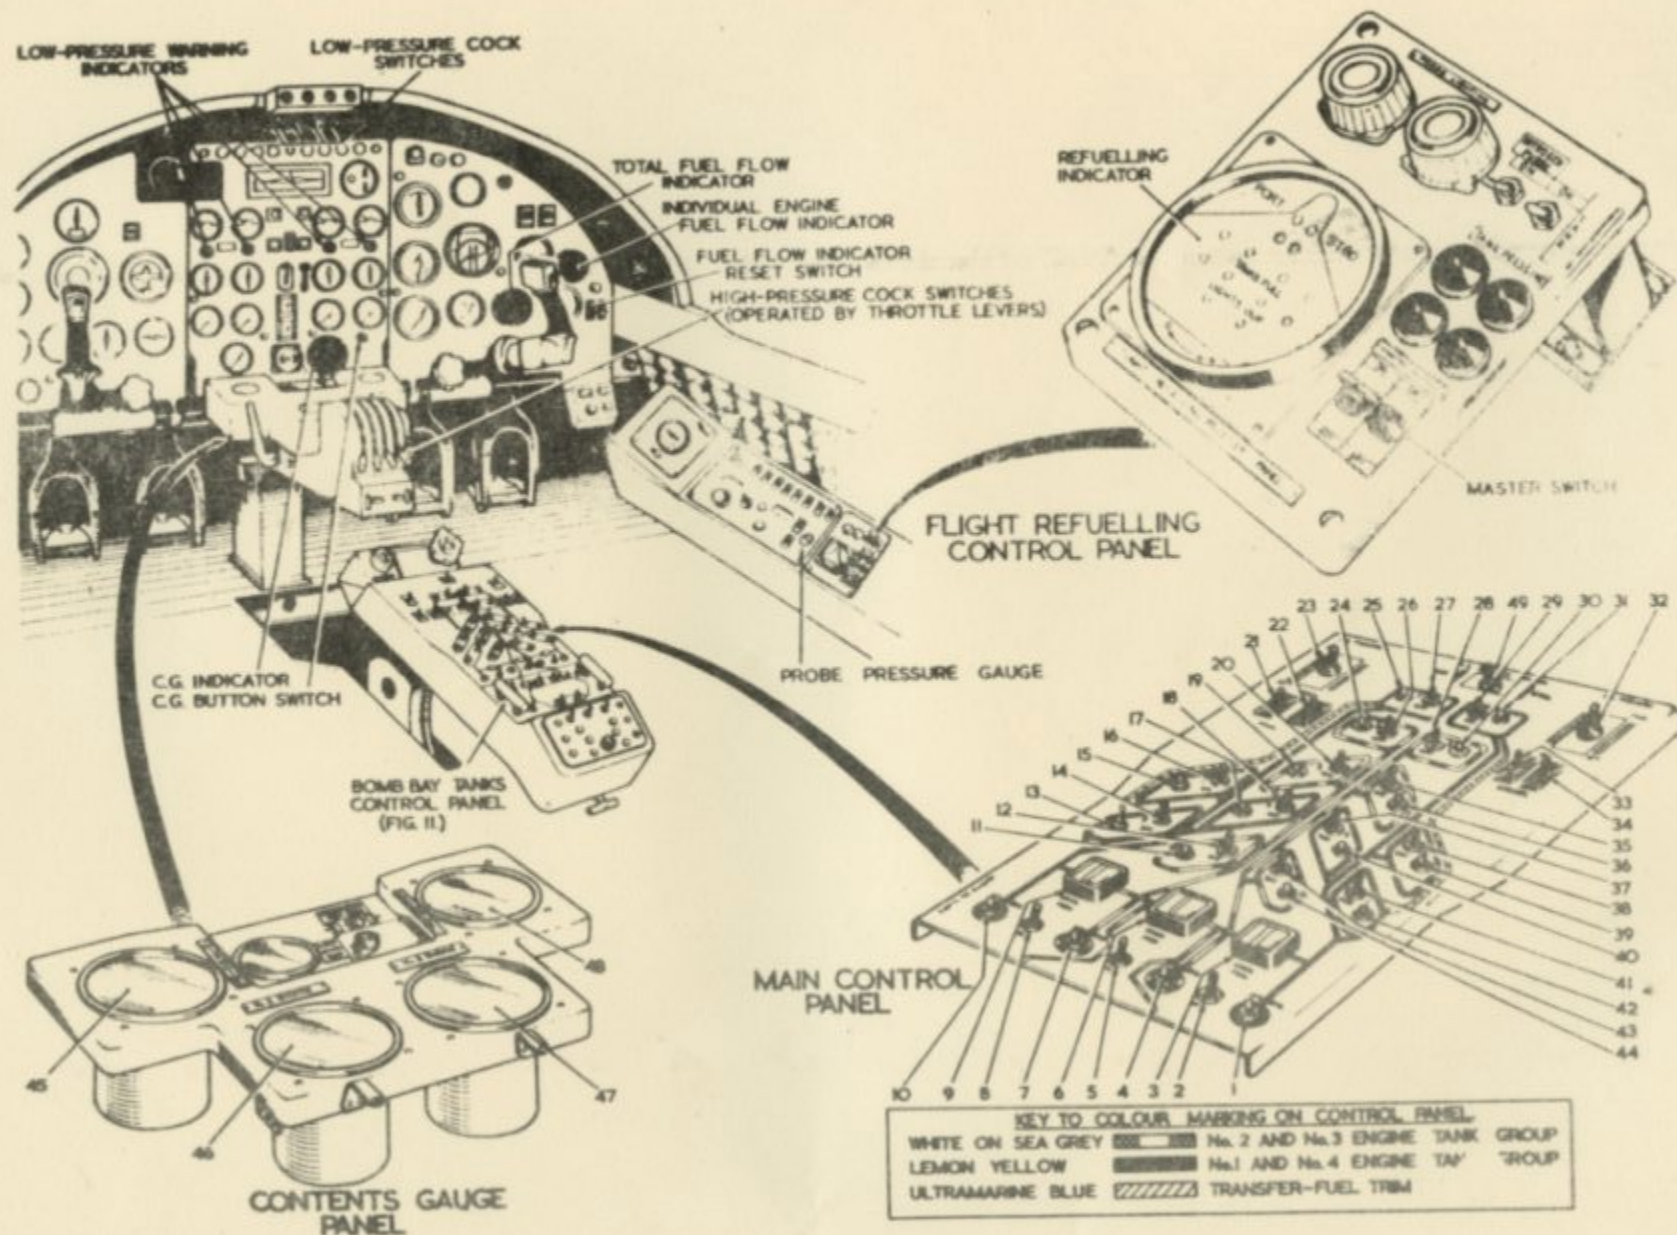 LOW-PRESSURE WARNING
INDICATORS
LOW-PRESSURE COCK
SWITCHES
TOTAL FUEL FLOW
INDICATOR
INDIVIDUAL ENGINE
FUEL FLOW INDICATOR
FUEL FLOW INDICATOR
RESET SWITCH
HIGH-PRESSURE COCK SWITCHES
(OPERATED BY THROTTLE LEVERS)
REFUELLING
INDICATOR
PORT
STBD
TANKS FULL
LIGHTS OUT
MASTER SWITCH
FLIGHT REFUELLING
CONTROL PANEL
PROBE PRESSURE GAUGE
C.G. INDICATOR
C.G. BUTTON SWITCH
BOMB BAY TANKS
CONTROL PANEL
(FIG. 11.)
23 24 25 26 27 28 49 29 30 31 32
22
21
20
19
18
17
16
15
14
13
12
11
33
34
35
36
37
38
39
40
41
42
43
44
MAIN CONTROL
PANEL
10 9 8 7 6 5 4 3 2 1
45
46
47
48
CONTENTS GAUGE
PANEL
KEY TO COLOUR MARKING ON CONTROL PANEL
WHITE ON SEA GREY No. 2 AND No. 3 ENGINE TANK GROUP
LEMON YELLOW No. 1 AND No. 4 ENGINE TAN GROUP
ULTRAMARINE BLUE TRANSFER-FUEL TRIM